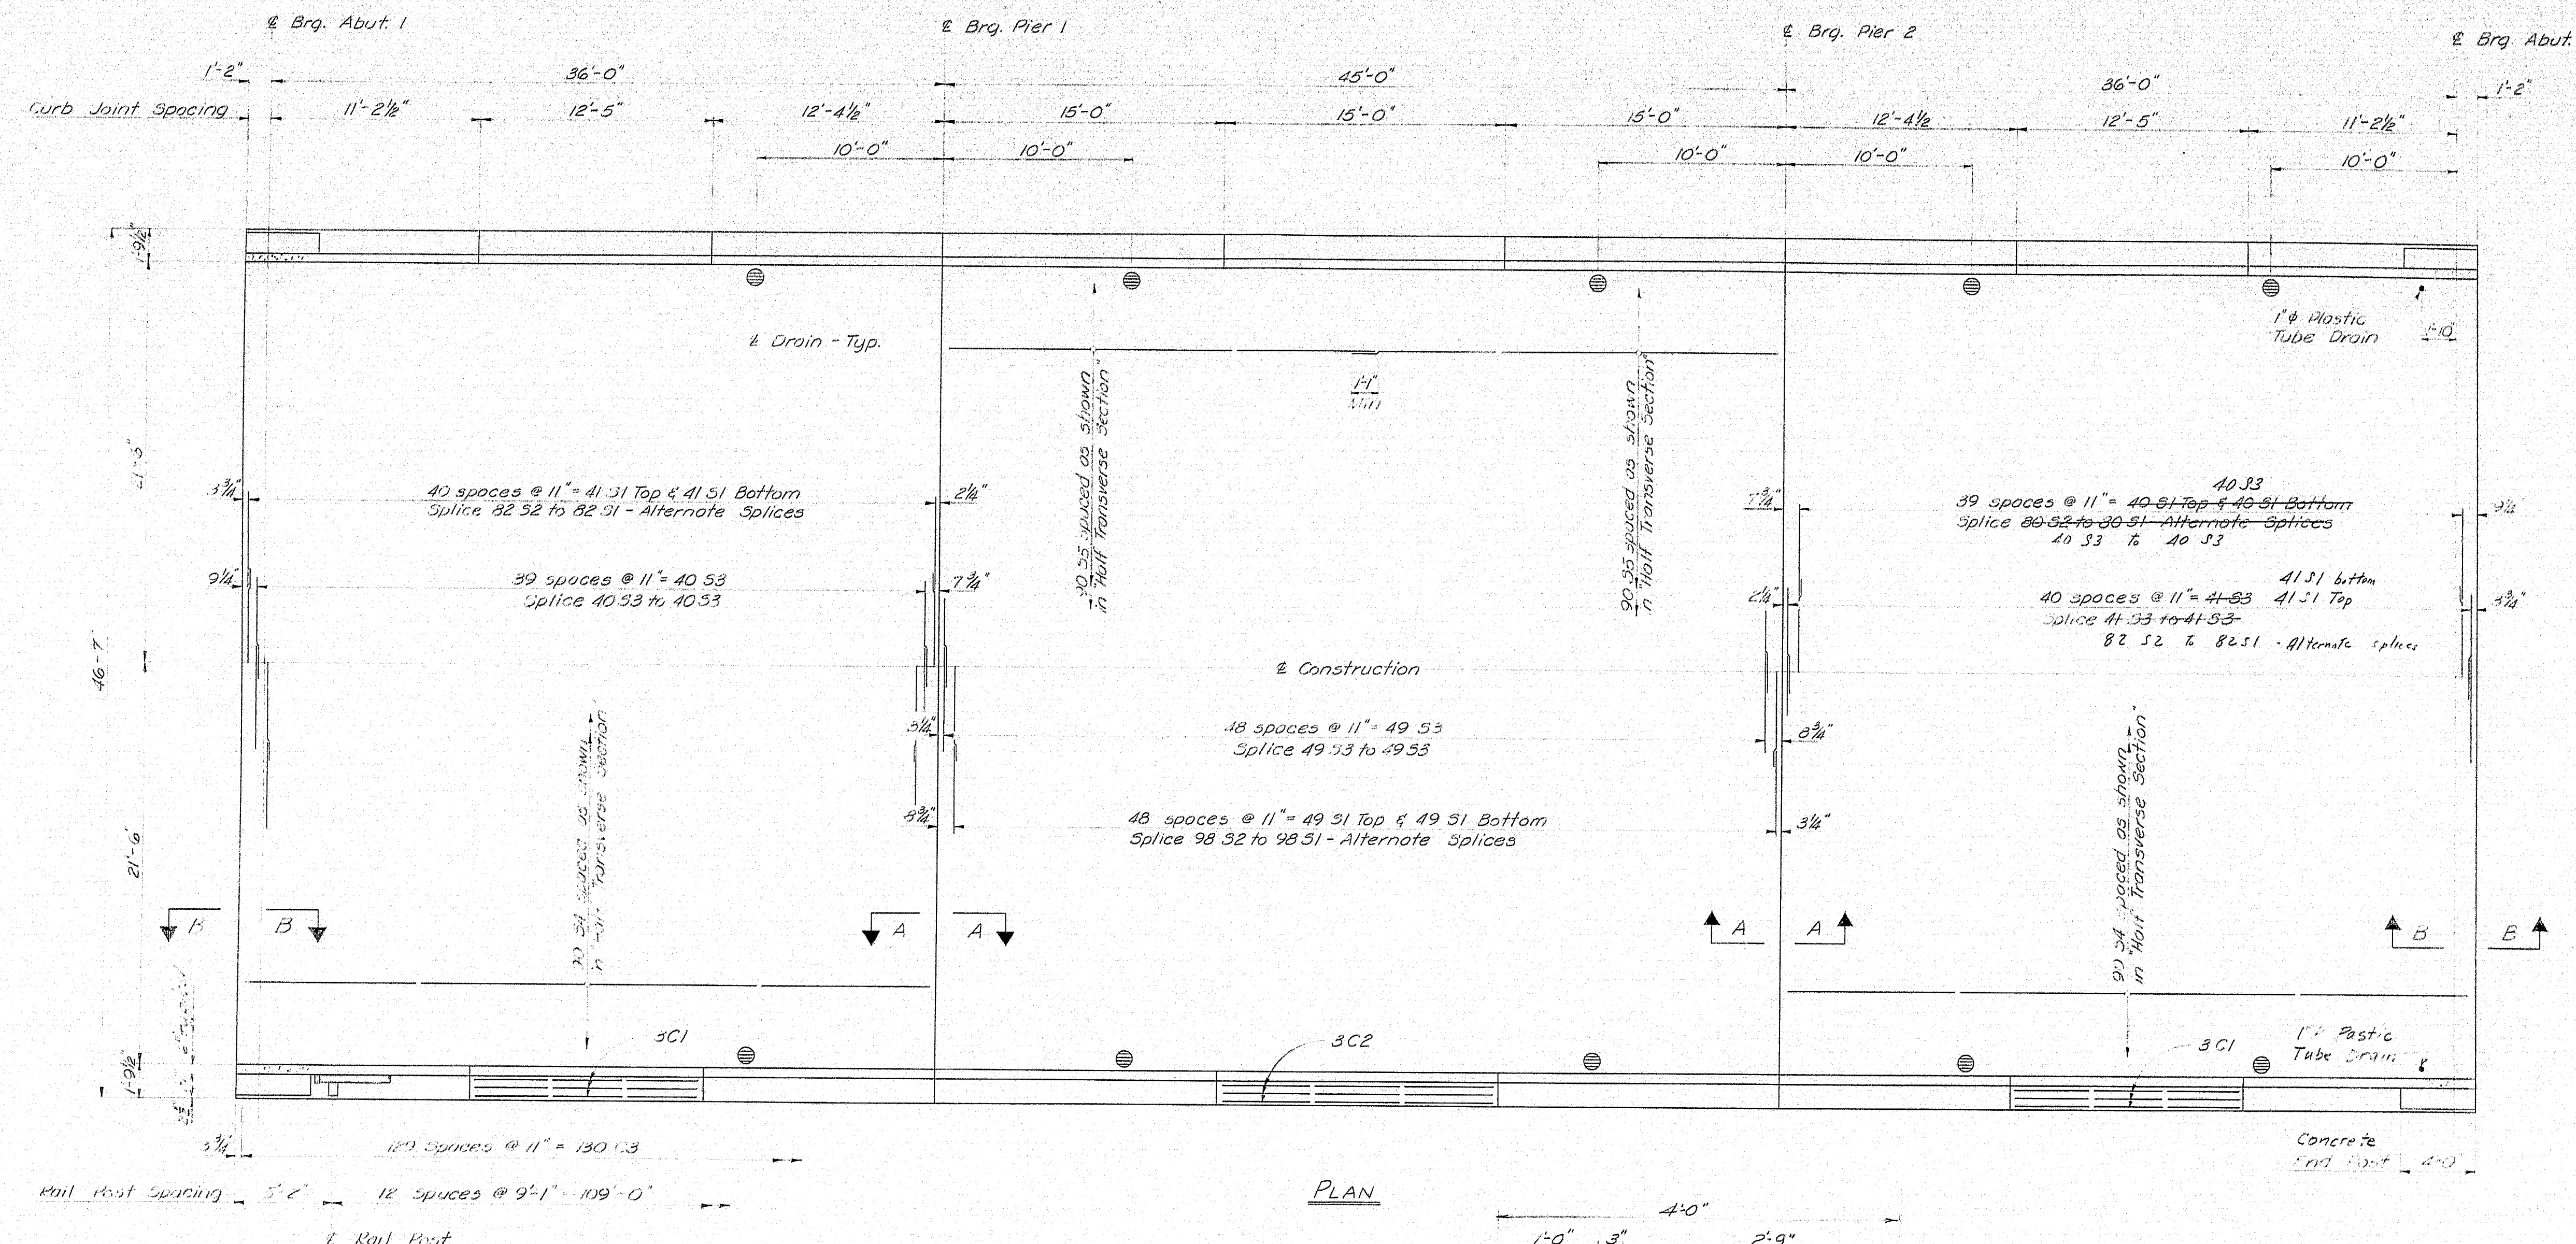 ℄ Brg. Abut. 1
℄ Brg. Pier 1
℄ Brg. Pier 2
℄ Brg. Abut.
1'-2"
36'-0"
45'-0"
36'-0"
1'-2"
Curb Joint Spacing
11'-2½"
12'-5"
12'-4½"
15'-0"
15'-0"
15'-0"
12'-4½
12'-5"
11'-2½"
10'-0"
10'-0"
10'-0"
10'-0"
10'-0"
1'-9½"
℄ Drain - Typ.
1"φ Plastic
Tube Drain
1'-10
1'-1"
Min
90 S5 spaced as shown
in "Half Transverse Section"
90 S5 spaced as shown
in "Half Transverse Section"
21'-6"
3¾"
40 spaces @ 11" = 41 S1 Top & 41 S1 Bottom
Splice 82 S2 to 82 S1 - Alternate Splices
2¼"
7¾"
40 S3
39 spaces @ 11" = 40 S1 Top & 40 S1 Bottom
Splice 80 S2 to 80 S1 - Alternate Splices
40 S3 to 40 S3
9¼
9¼"
39 spaces @ 11" = 40 S3
Splice 40 S3 to 40 S3
7¾"
2¼"
41 S1 bottom
40 spaces @ 11" = 41 S3 41 S1 Top
Splice 41 S3 to 41 S3
82 S2 to 82 S1 - Alternate splices
3¾"
46'-7"
℄ Construction
3¼"
48 spaces @ 11" = 49 S3
Splice 49 S3 to 49 S3
8¾"
8¾"
48 spaces @ 11" = 49 S1 Top & 49 S1 Bottom
Splice 98 S2 to 98 S1 - Alternate Splices
3¼"
21'-6"
90 S4 spaced as shown
in "Half Transverse Section"
90 S4 spaced as shown
in "Half Transverse Section"
B
B
A
A
A
A
B
B
3C1
3C2
3C1
1"φ Pastic
Tube Drain
1'-9½"
3¾"
129 Spaces @ 11" = 130 C3
Concrete
End Post
4'-0"
Rail Post Spacing
5'-2"
12 Spaces @ 9'-1" = 109'-0"
PLAN
4'-0"
℄ Rail Post
1'-0"
3"
2'-9"